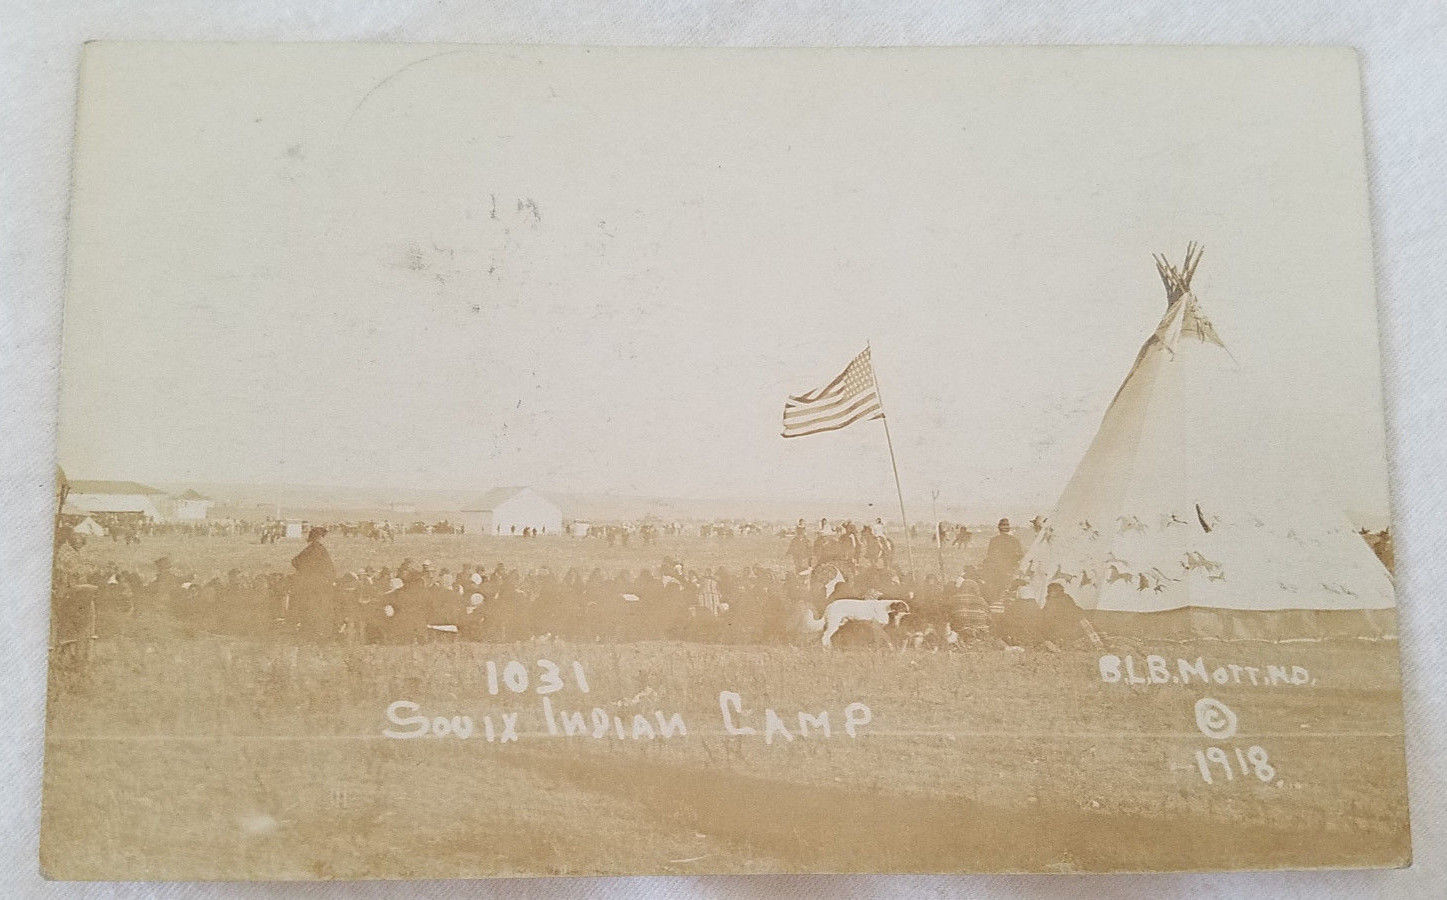 1031
Souix Indian Camp
B.L.B. Mott. N.D.
©
1918